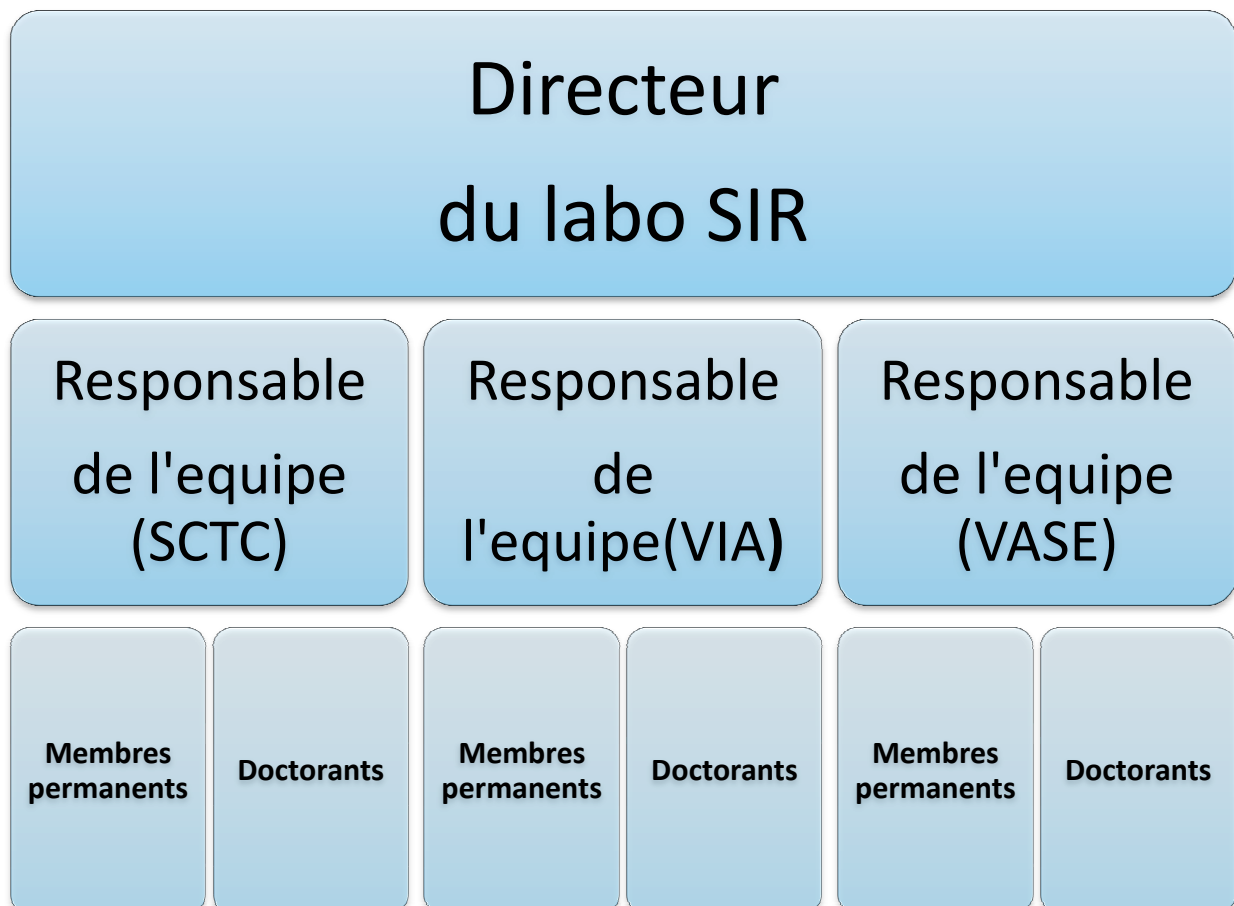 Directeur
du labo SIR
Responsable
de l'equipe
(SCTC)
Responsable
de
l'equipe(VIA)
Responsable
de l'equipe
(VASE)
Membres
permanents
Doctorants
Membres
permanents
Doctorants
Membres
permanents
Doctorants